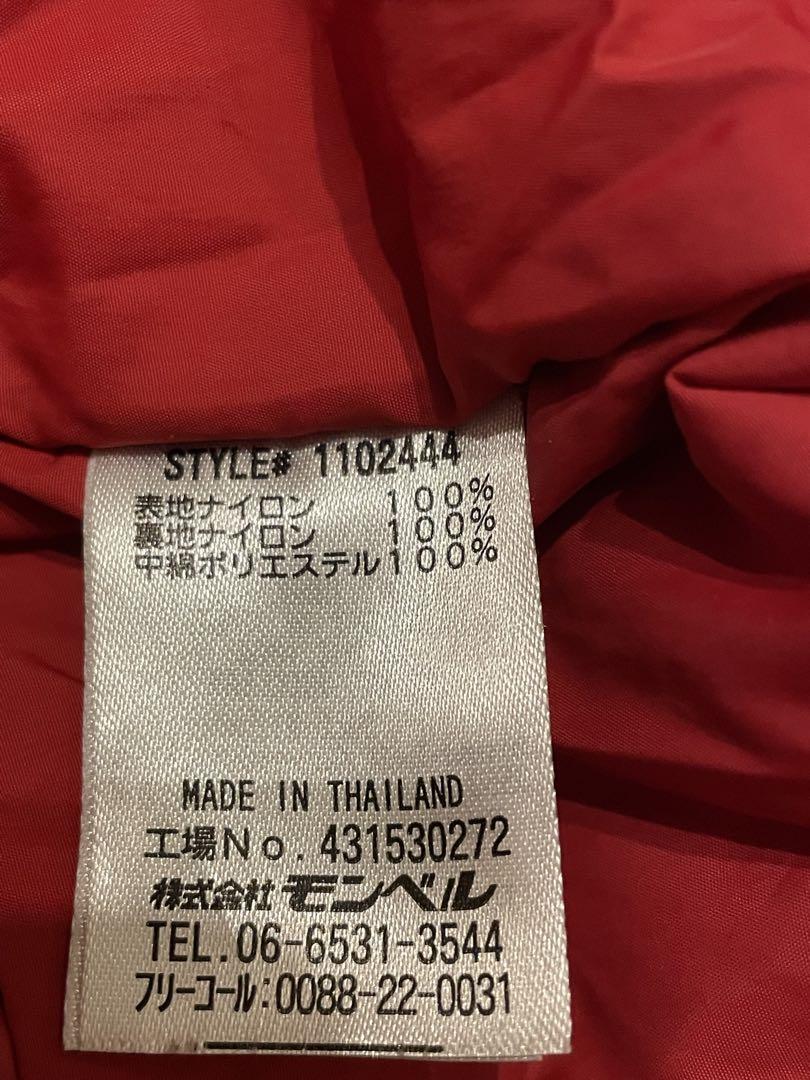 STYLE# 1102444
表地ナイロン 100%
裏地ナイロン 100%
中綿ポリエステル100%
MADE IN THAILAND
工場No.431530272
株式会社モンベル
TEL.06-6531-3544
フリーコール:0088-22-0031